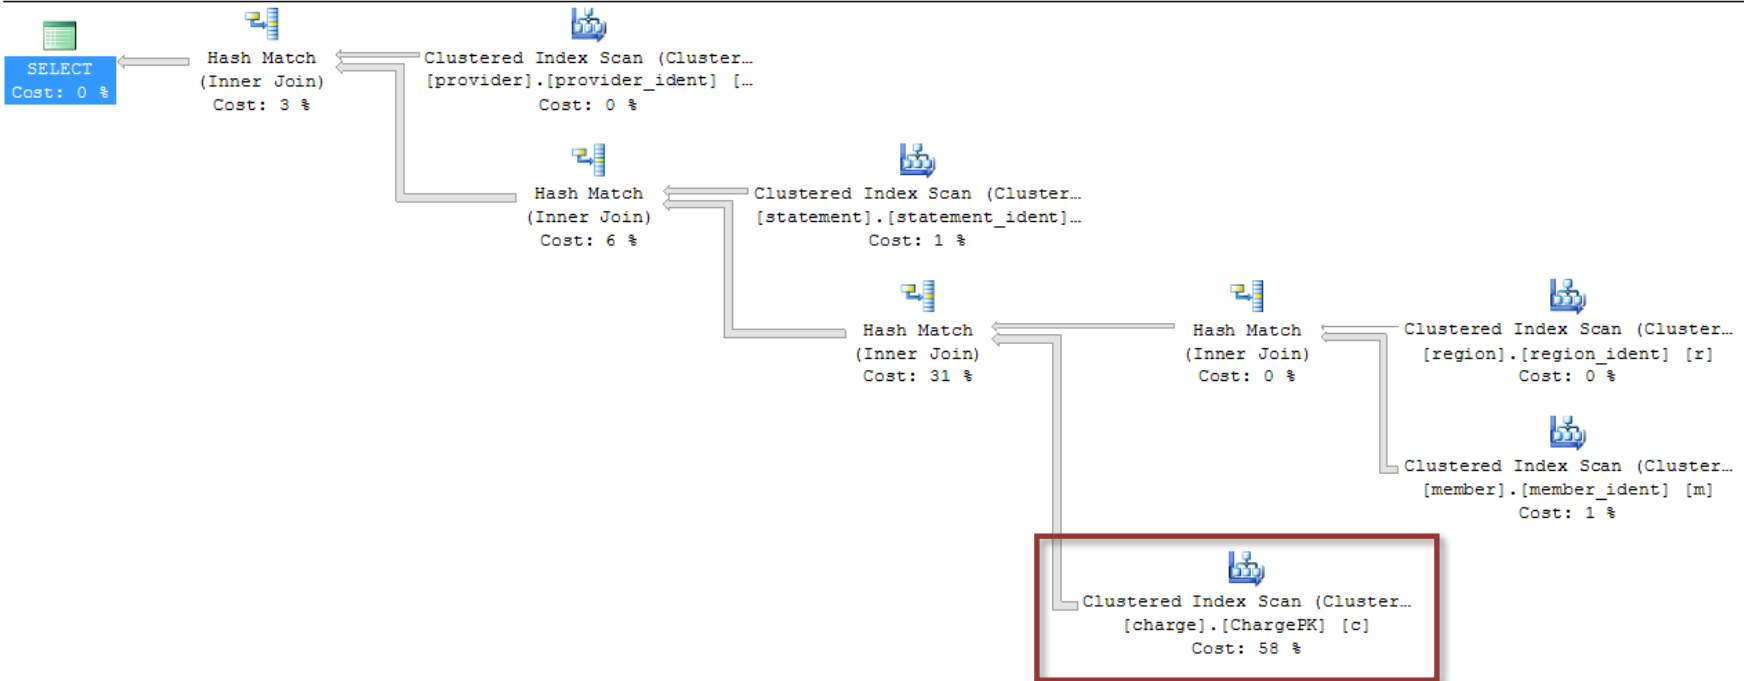 SELECT
Cost: 0 %
Hash Match
(Inner Join)
Cost: 3 %
Clustered Index Scan (Cluster…
[provider].[provider_ident] […
Cost: 0 %
Hash Match
(Inner Join)
Cost: 6 %
Clustered Index Scan (Cluster…
[statement].[statement_ident]…
Cost: 1 %
Hash Match
(Inner Join)
Cost: 31 %
Hash Match
(Inner Join)
Cost: 0 %
Clustered Index Scan (Cluster…
[region].[region_ident] [r]
Cost: 0 %
Clustered Index Scan (Cluster…
[member].[member_ident] [m]
Cost: 1 %
Clustered Index Scan (Cluster…
[charge].[ChargePK] [c]
Cost: 58 %